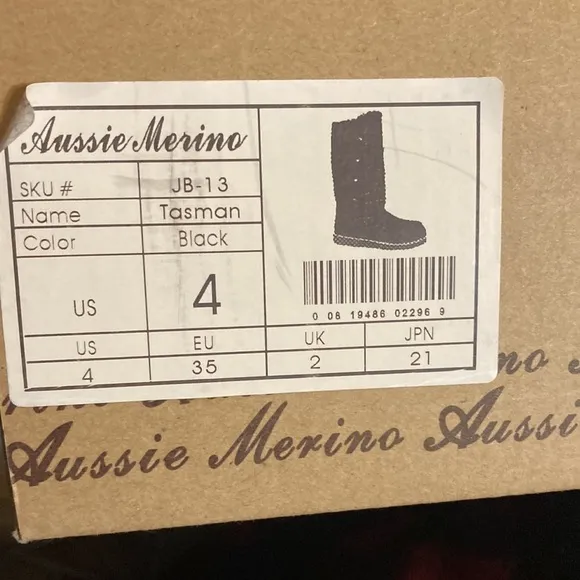 Aussie Merino
SKU # JB-13
Name Tasman
Color Black
US 4
0 08 19486 02296 9
US EU UK JPN
4 35 2 21
Aussie Merino Aussi